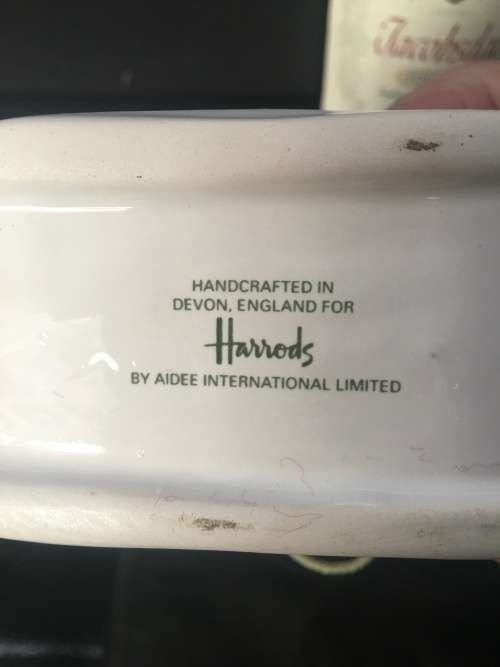 HANDCRAFTED IN
DEVON, ENGLAND FOR
Harrods
BY AIDEE INTERNATIONAL LIMITED